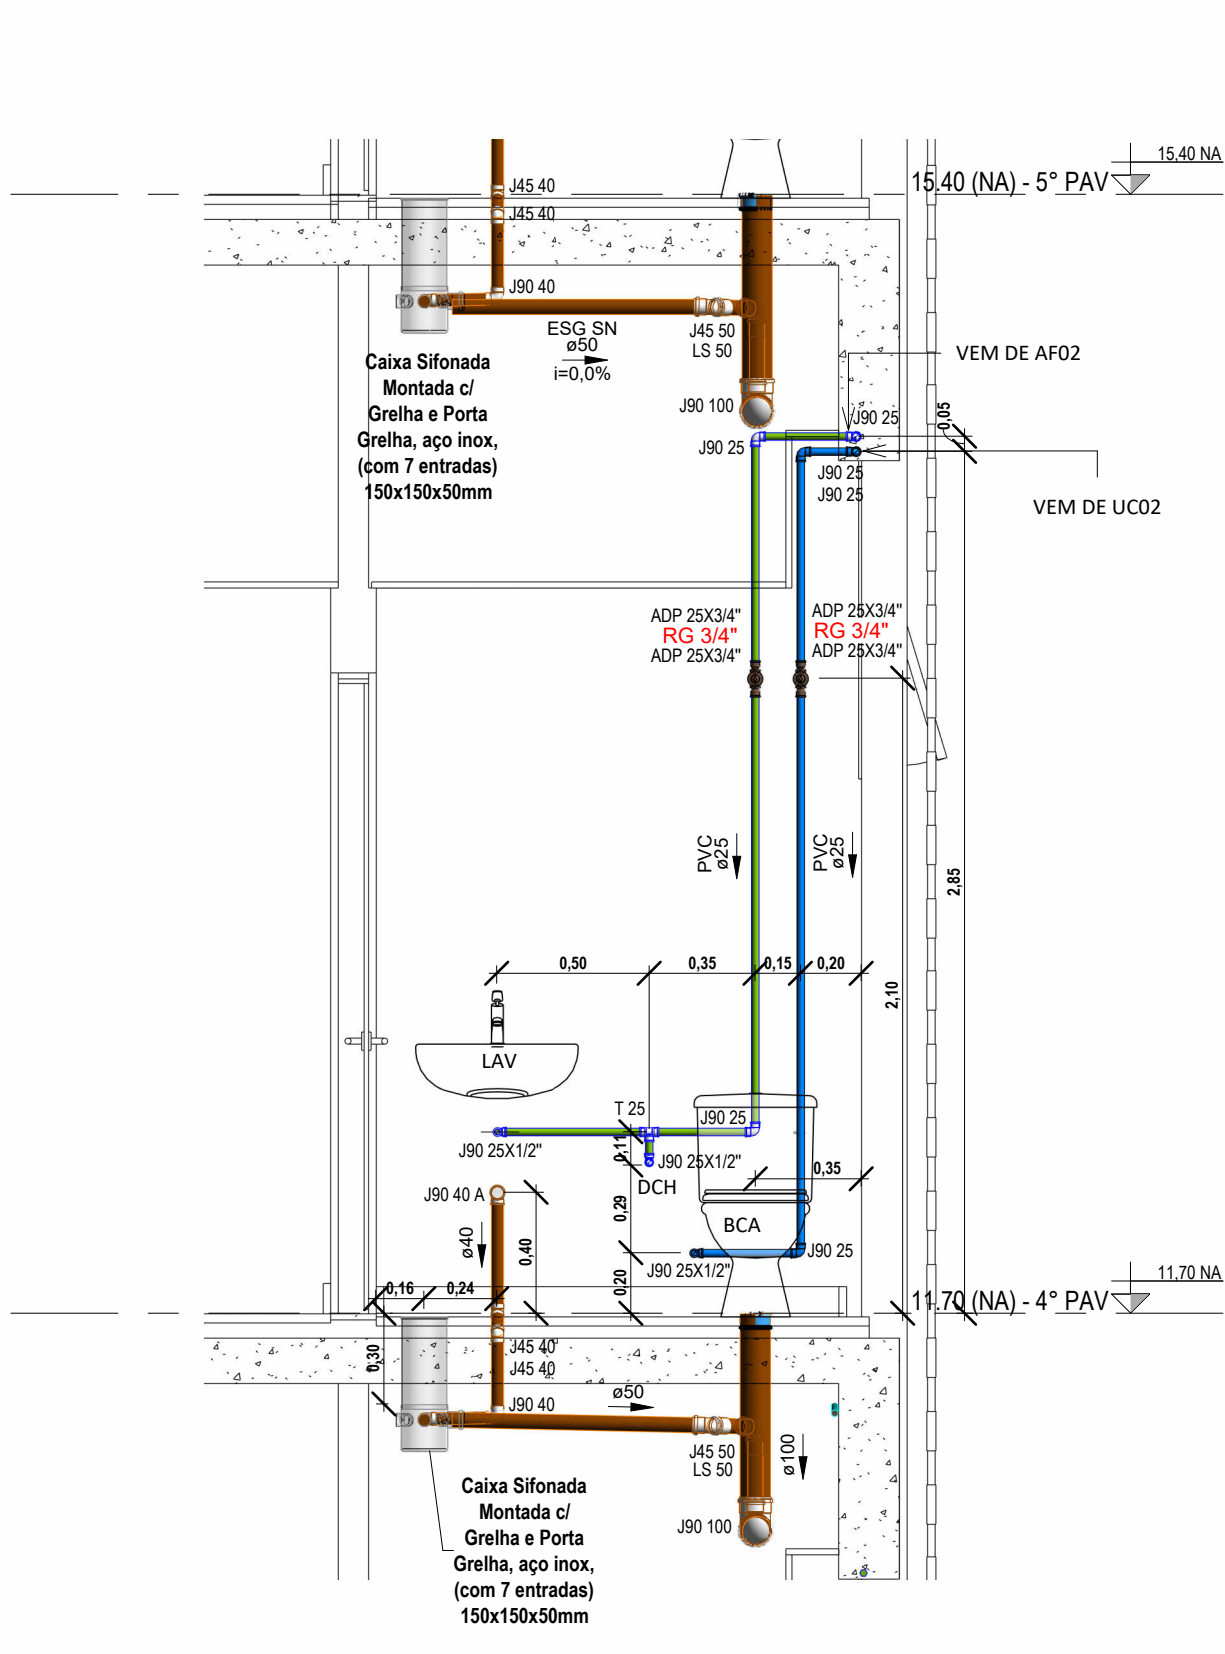 15,40 NA
15.40 (NA) - 5° PAV
J45 40
J45 40
J90 40
ESG SN
ø50
i=0,0%
J45 50
LS 50
Caixa Sifonada
Montada c/
Grelha e Porta
Grelha, aço inox,
(com 7 entradas)
150x150x50mm
VEM DE AF02
J90 100
J90 25
0,05
J90 25
J90 25
J90 25
VEM DE UC02
ADP 25X3/4"
RG 3/4"
ADP 25X3/4"
ADP 25X3/4"
RG 3/4"
ADP 25X3/4"
PVC
ø25
PVC
ø25
2,85
0,50
0,35
0,15
0,20
2,10
LAV
T 25
J90 25
J90 25X1/2"
0,11
J90 25X1/2"
0,35
DCH
J90 40 A
0,29
BCA
ø40
0,40
J90 25
J90 25X1/2"
0,20
11,70 NA
0,16
0,24
11.70 (NA) - 4° PAV
0,30
J45 40
J45 40
ø50
J90 40
J45 50
LS 50
ø100
Caixa Sifonada
Montada c/
Grelha e Porta
Grelha, aço inox,
(com 7 entradas)
150x150x50mm
J90 100